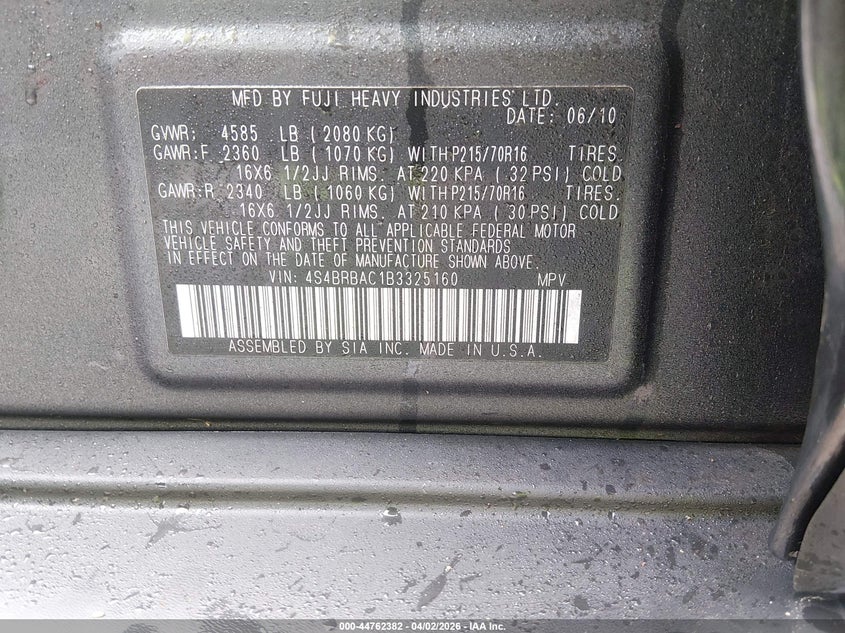 MFD BY FUJI HEAVY INDUSTRIES LTD.
DATE: 06/10
GVWR: 4585 LB ( 2080 KG)
GAWR:F 2360 LB ( 1070 KG) WITHP215/70R16 TIRES.
16X6 1/2JJ RIMS. AT 220 KPA ( 32 PSI) COLD
GAWR:R 2340 LB ( 1060 KG) WITHP215/70R16 TIRES.
16X6 1/2JJ RIMS. AT 210 KPA ( 30 PSI) COLD
THIS VEHICLE CONFORMS TO ALL APPLICABLE FEDERAL MOTOR
VEHICLE SAFETY AND THEFT PREVENTION STANDARDS
IN EFFECT ON THE DATE OF MANUFACTURE SHOWN ABOVE.
VIN: 4S4BRBAC1B3325160 MPV
ASSEMBLED BY SIA INC. MADE IN U.S.A.
000-44762382 - 04/02/2026 - IAA Inc.